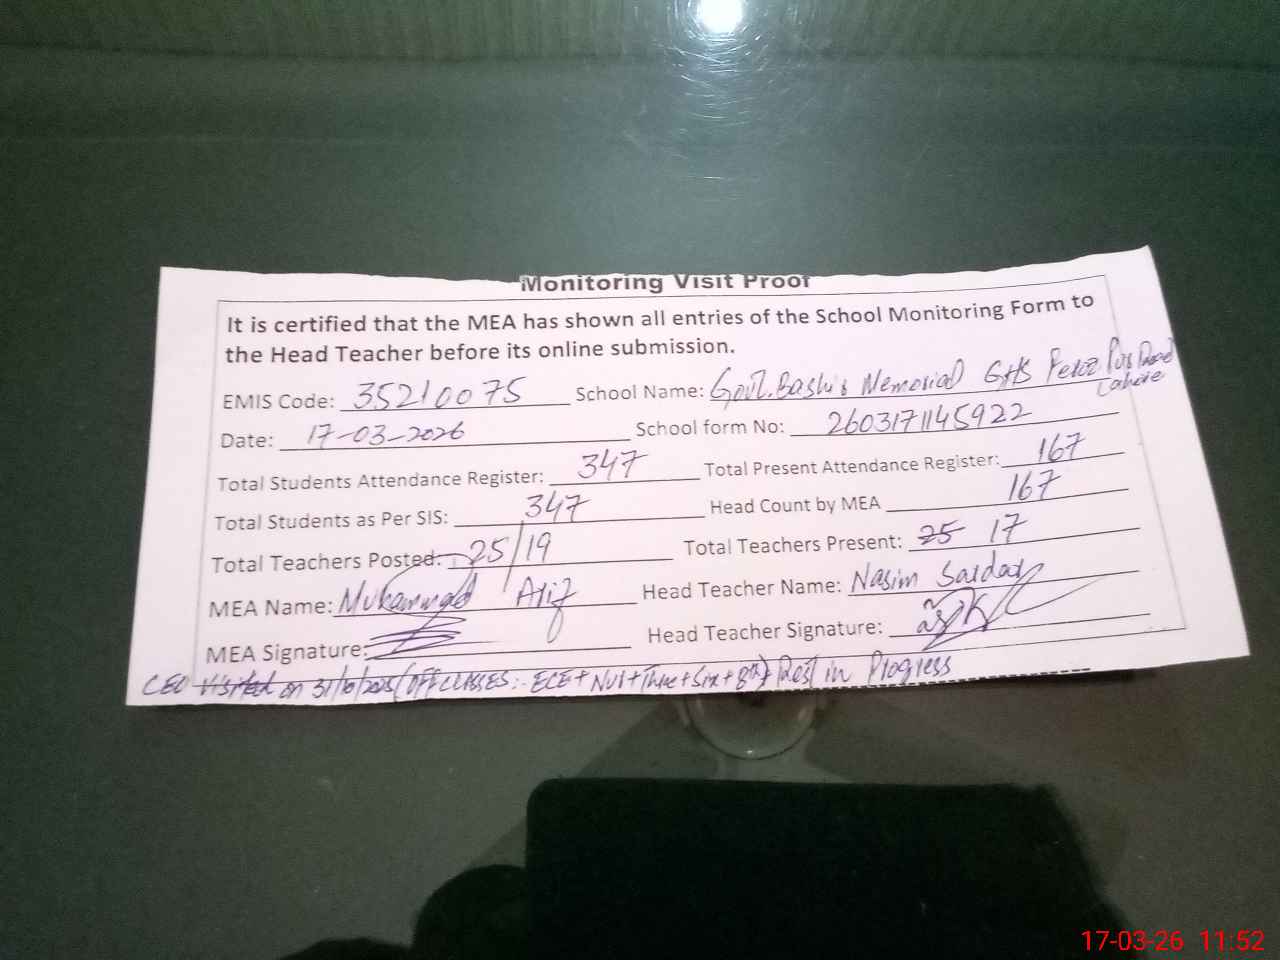 Monitoring Visit Proof
It is certified that the MEA has shown all entries of the School Monitoring Form to
the Head Teacher before its online submission.
EMIS Code: 35210075 School Name: Govt. Bashir Memorial GHS Feroz Pur Road
Lahore
Date: 17-03-2026 School form No: 2603171145922
Total Students Attendance Register: 347 Total Present Attendance Register: 167
Total Students as Per SIS: 347 Head Count by MEA 167
Total Teachers Posted: 25/19 Total Teachers Present: 25 17
MEA Name: Muhammad Arif Head Teacher Name: Nasim Sardar
MEA Signature: Head Teacher Signature:
CEO Visited on 31/10/2025 (OFF CLASSES:- ECE + NUR + Three + Six + 8th) Rest in Progress
17-03-26 11:52